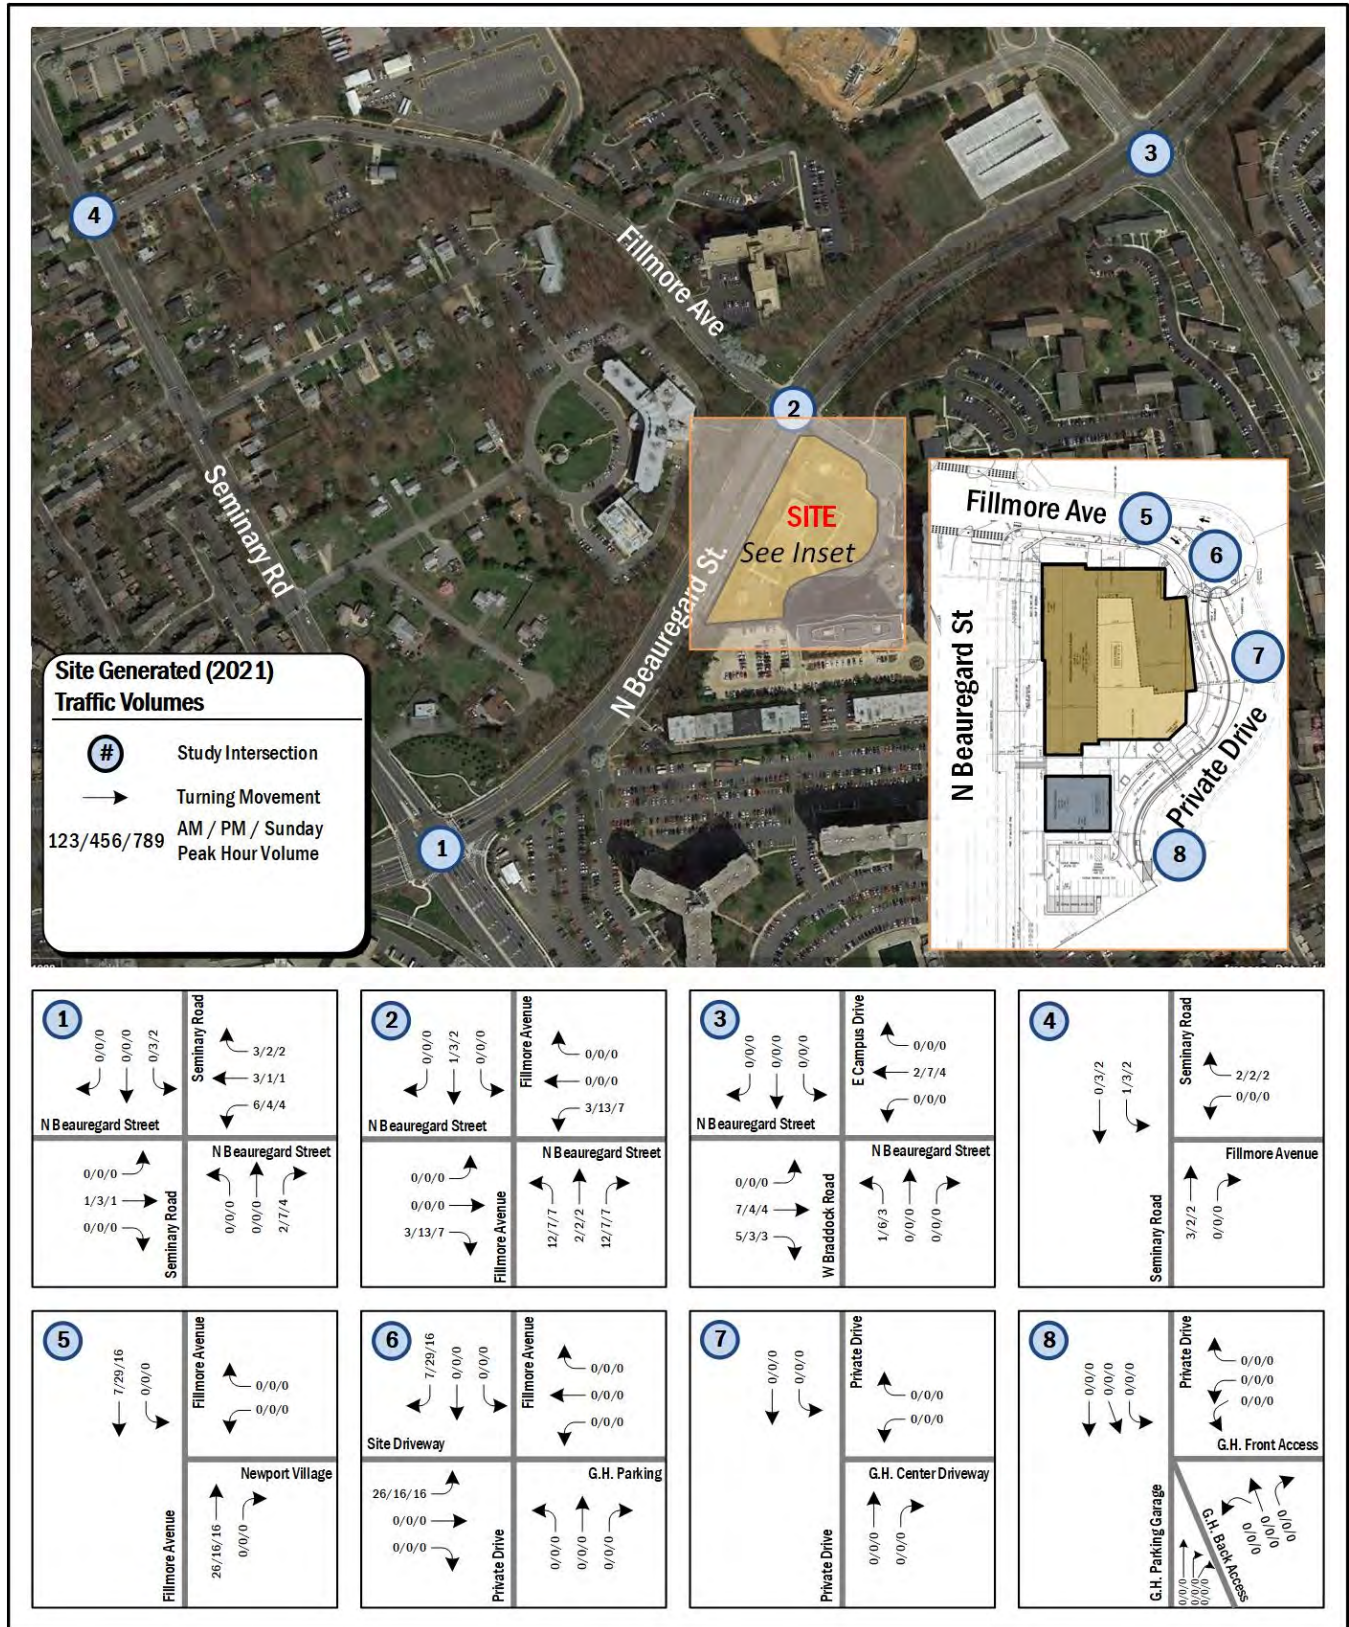 4
3
Fillmore Ave
2
Seminary Rd
SITE
See Inset
N Beauregard St.
Fillmore Ave
5
6
N Beauregard St
7
Private Drive
8
1
Site Generated (2021)
Traffic Volumes
# Study Intersection
Turning Movement
123/456/789 AM / PM / Sunday
Peak Hour Volume
1
0/0/0
0/0/0
0/3/2
Seminary Road
3/2/2
3/1/1
6/4/4
N Beauregard Street
N Beauregard Street
0/0/0
1/3/1
0/0/0
Seminary Road
0/0/0
0/0/0
2/7/4
2
0/0/0
1/3/2
0/0/0
Fillmore Avenue
0/0/0
0/0/0
3/13/7
N Beauregard Street
N Beauregard Street
0/0/0
0/0/0
3/13/7
Fillmore Avenue
12/7/7
2/2/2
12/7/7
3
0/0/0
0/0/0
0/0/0
E Campus Drive
0/0/0
2/7/4
0/0/0
N Beauregard Street
N Beauregard Street
0/0/0
7/4/4
5/3/3
W Braddock Road
1/6/3
0/0/0
0/0/0
4
0/3/2
1/3/2
Seminary Road
2/2/2
0/0/0
Fillmore Avenue
Seminary Road
3/2/2
0/0/0
5
7/29/16
0/0/0
Fillmore Avenue
0/0/0
0/0/0
Newport Village
Fillmore Avenue
26/16/16
0/0/0
6
7/29/16
0/0/0
0/0/0
Fillmore Avenue
0/0/0
0/0/0
0/0/0
Site Driveway
G.H. Parking
26/16/16
0/0/0
0/0/0
Private Drive
0/0/0
0/0/0
0/0/0
7
0/0/0
0/0/0
Private Drive
0/0/0
0/0/0
G.H. Center Driveway
Private Drive
0/0/0
0/0/0
8
0/0/0
0/0/0
0/0/0
Private Drive
0/0/0
0/0/0
0/0/0
G.H. Front Access
G.H. Parking Garage
0/0/0
0/0/0
0/0/0
G.H. Back Access
0/0/0
0/0/0
0/0/0